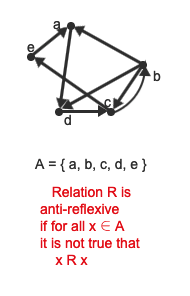 a
e
b
c
d
A = { a, b, c, d, e }
Relation R is
anti-reflexive
if for all x ∈ A
it is not true that
x R x